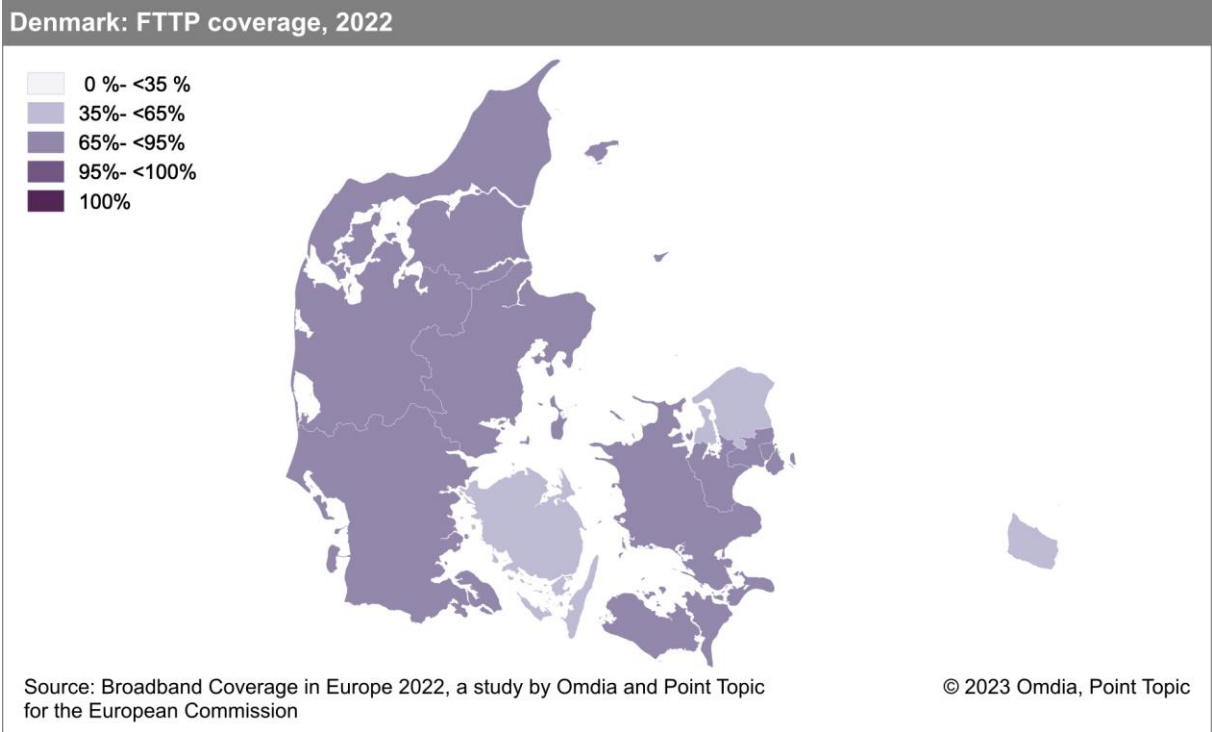 Denmark: FTTP coverage, 2022
0 %- <35 %
35%- <65%
65%- <95%
95%- <100%
100%
Source: Broadband Coverage in Europe 2022, a study by Omdia and Point Topic
for the European Commission
© 2023 Omdia, Point Topic